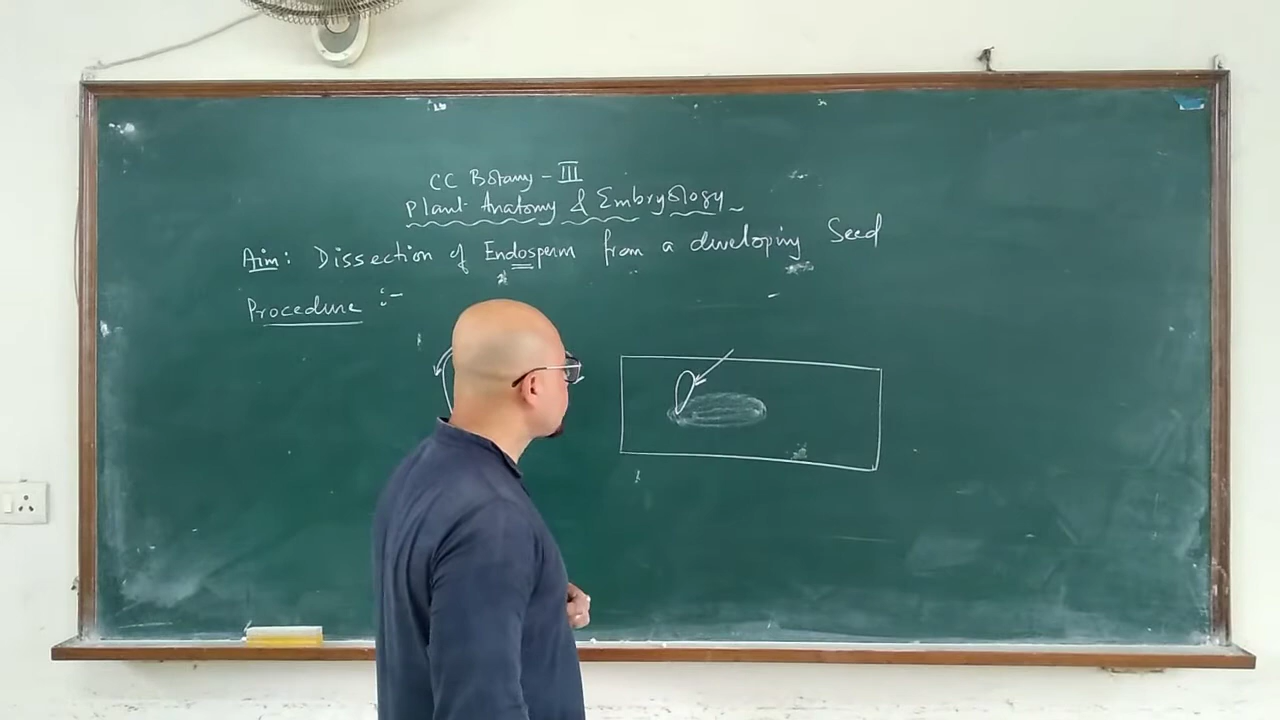 CC Botany - III
Plant Anatomy & Embryology
Aim: Dissection of Endosperm from a developing Seed
Procedure :-